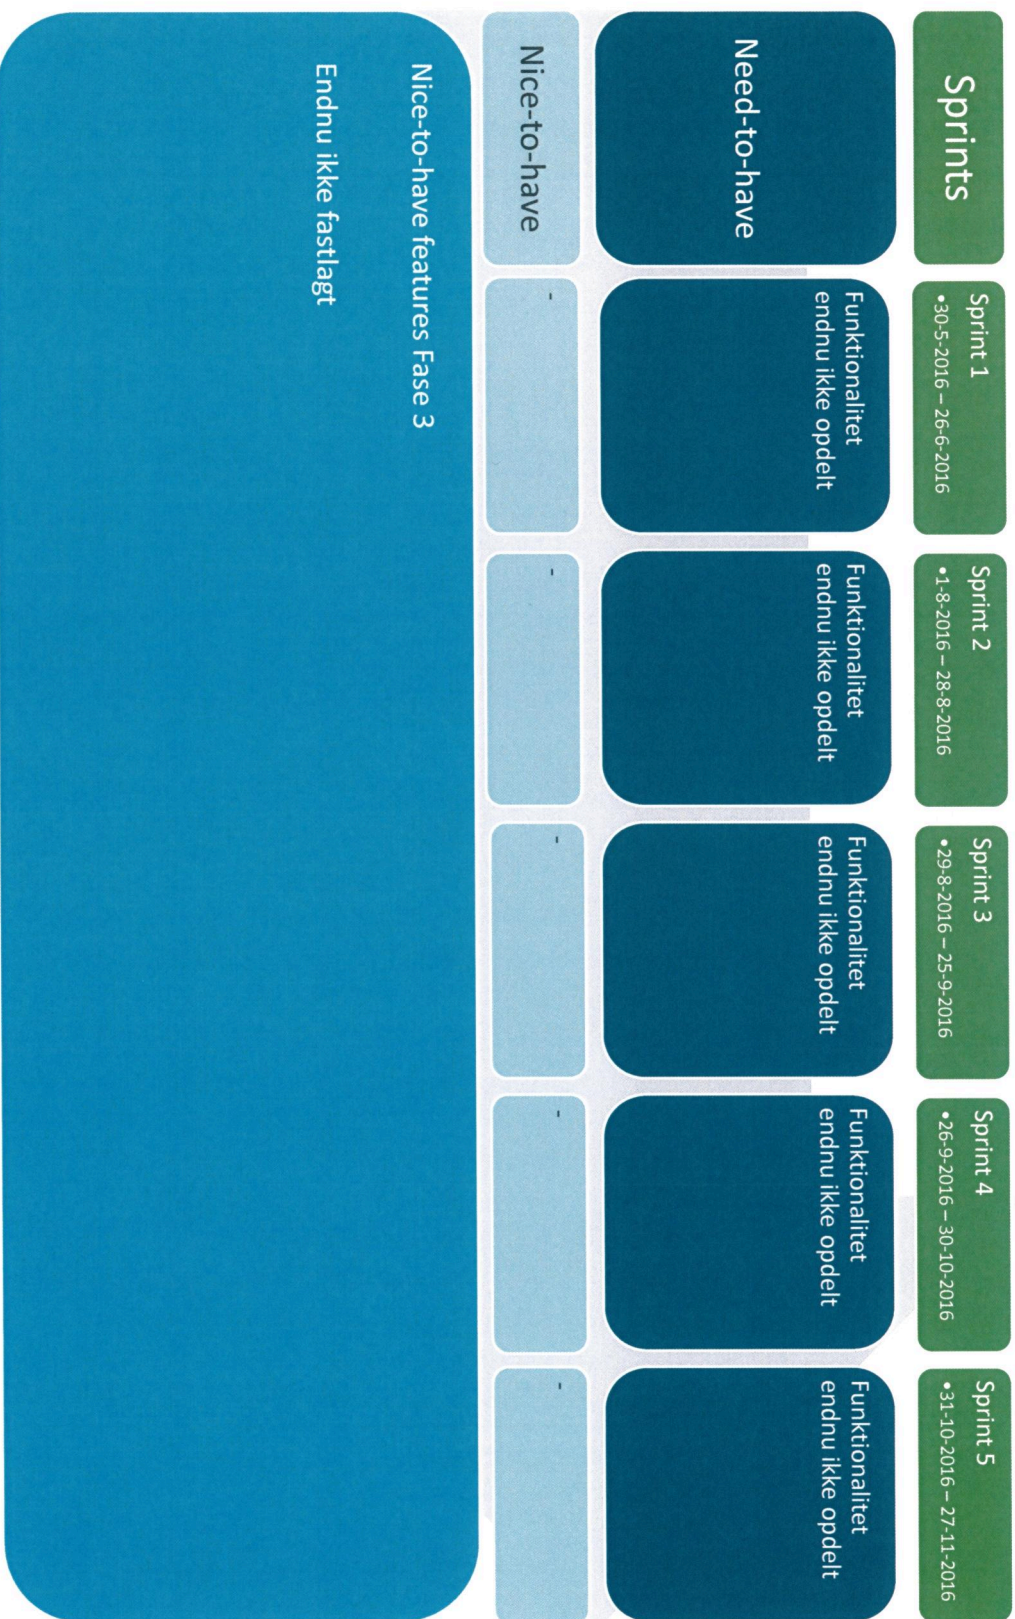 Sprints
Sprint 1
•30-5-2016 – 26-6-2016
Sprint 2
•1-8-2016 – 28-8-2016
Sprint 3
•29-8-2016 – 25-9-2016
Sprint 4
•26-9-2016 – 30-10-2016
Sprint 5
•31-10-2016 – 27-11-2016
Need-to-have
Funktionalitet
endnu ikke opdelt
Funktionalitet
endnu ikke opdelt
Funktionalitet
endnu ikke opdelt
Funktionalitet
endnu ikke opdelt
Funktionalitet
endnu ikke opdelt
Nice-to-have
-
-
-
-
-
Nice-to-have features Fase 3
Endnu ikke fastlagt